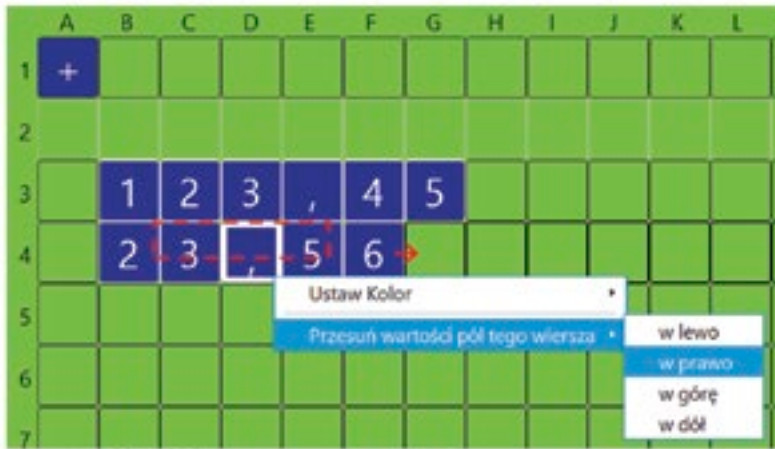 A B C D E F G H I J K L
1 +
2
3 1 2 3 , 4 5
4 2 3 , 5 6
Ustaw Kolor
5
Przesuń wartości pól tego wiersza
w lewo
w prawo
6
w górę
w dół
7